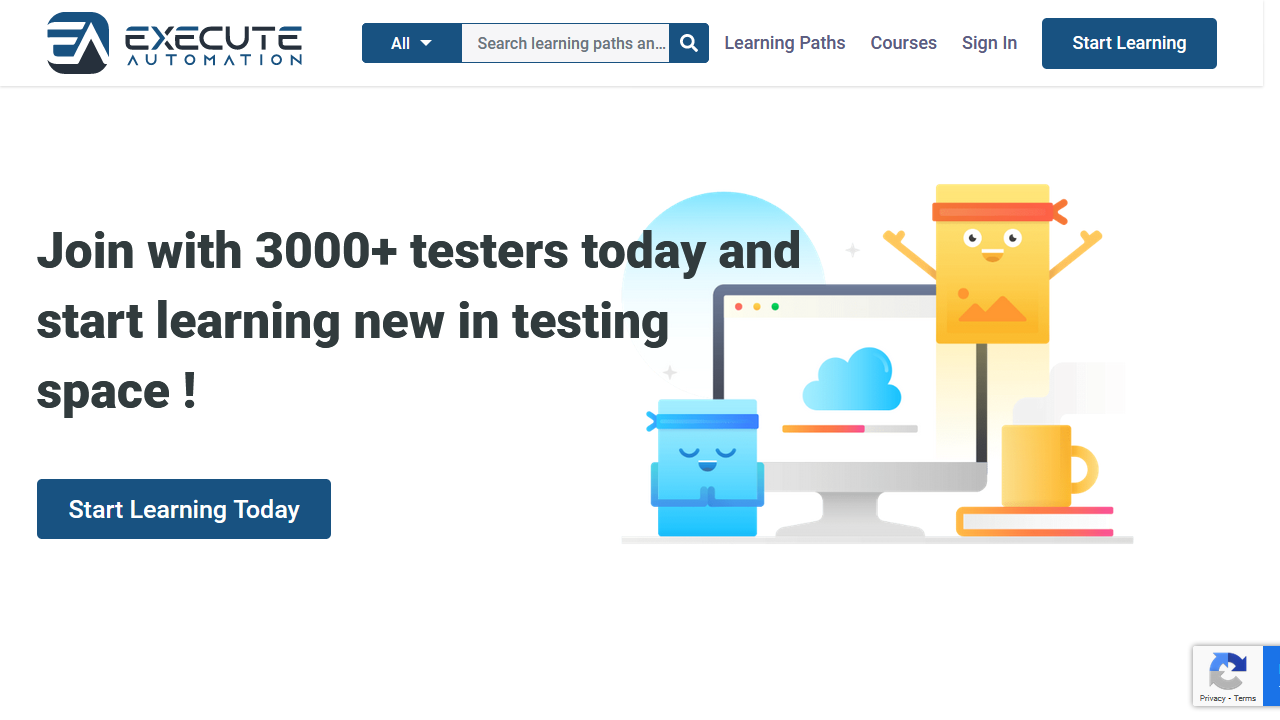 EXECUTE
AUTOMATION
All
Search learning paths an...
Learning Paths
Courses
Sign In
Start Learning
Join with 3000+ testers today and
start learning new in testing
space !
Start Learning Today
Privacy - Terms